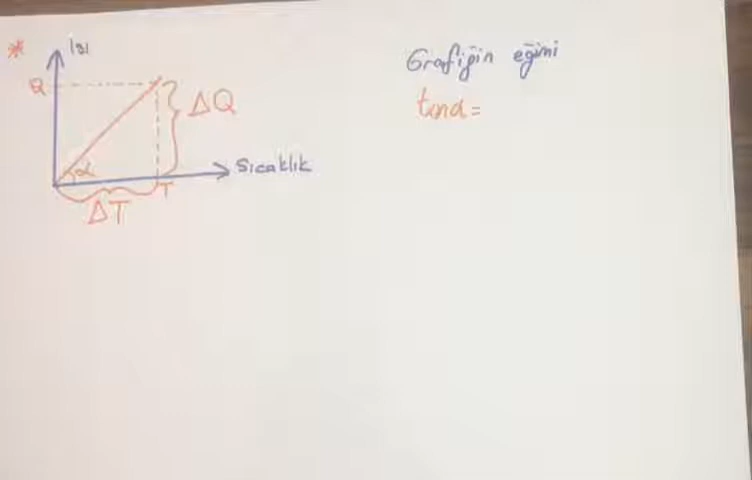 * Isı
Q
ΔQ
α
Sıcaklık
T
ΔT
Grafiğin eğimi
tanα=